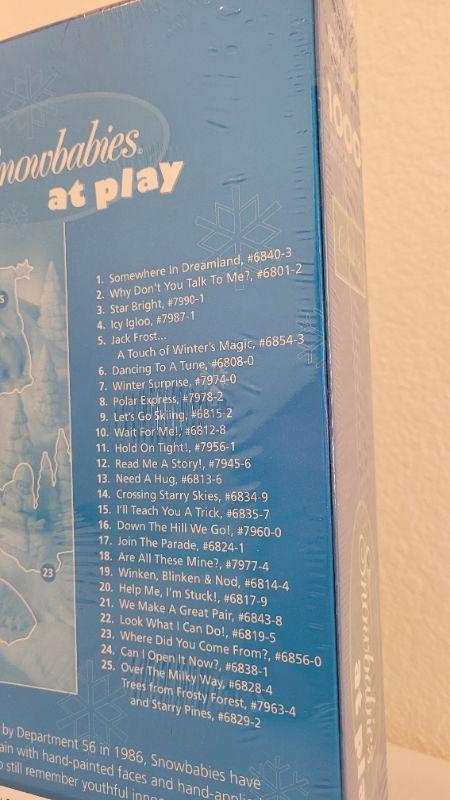 Snowbabies®
at play
1. Somewhere In Dreamland, #6840-3
2. Why Don't You Talk To Me?, #6801-2
3. Star Bright, #7990-1
4. Icy Igloo, #7987-1
5. Jack Frost...
A Touch of Winter's Magic, #6854-3
6. Dancing To A Tune, #6808-0
7. Winter Surprise, #7974-0
8. Polar Express, #7978-2
9. Let's Go Skiing, #6815-2
10. Wait For Me!, #6812-8
11. Hold On Tight!, #7956-1
12. Read Me A Story!, #7945-6
13. Need A Hug, #6813-6
14. Crossing Starry Skies, #6834-9
15. I'll Teach You A Trick, #6835-7
16. Down The Hill We Go!, #7960-0
17. Join The Parade, #6824-1
18. Are All These Mine?, #7977-4
19. Winken, Blinken & Nod, #6814-4
20. Help Me, I'm Stuck!, #6817-9
21. We Make A Great Pair, #6843-8
22. Look What I Can Do!, #6819-5
23. Where Did You Come From?, #6856-0
24. Can I Open It Now?, #6838-1
25. Over The Milky Way, #6828-4
Trees from Frosty Forest, #7963-4
and Starry Pines, #6829-2
23
by Department 56 in 1986, Snowbabies have
with hand-painted faces and
still remember youthful
1000
Snowbabies
at